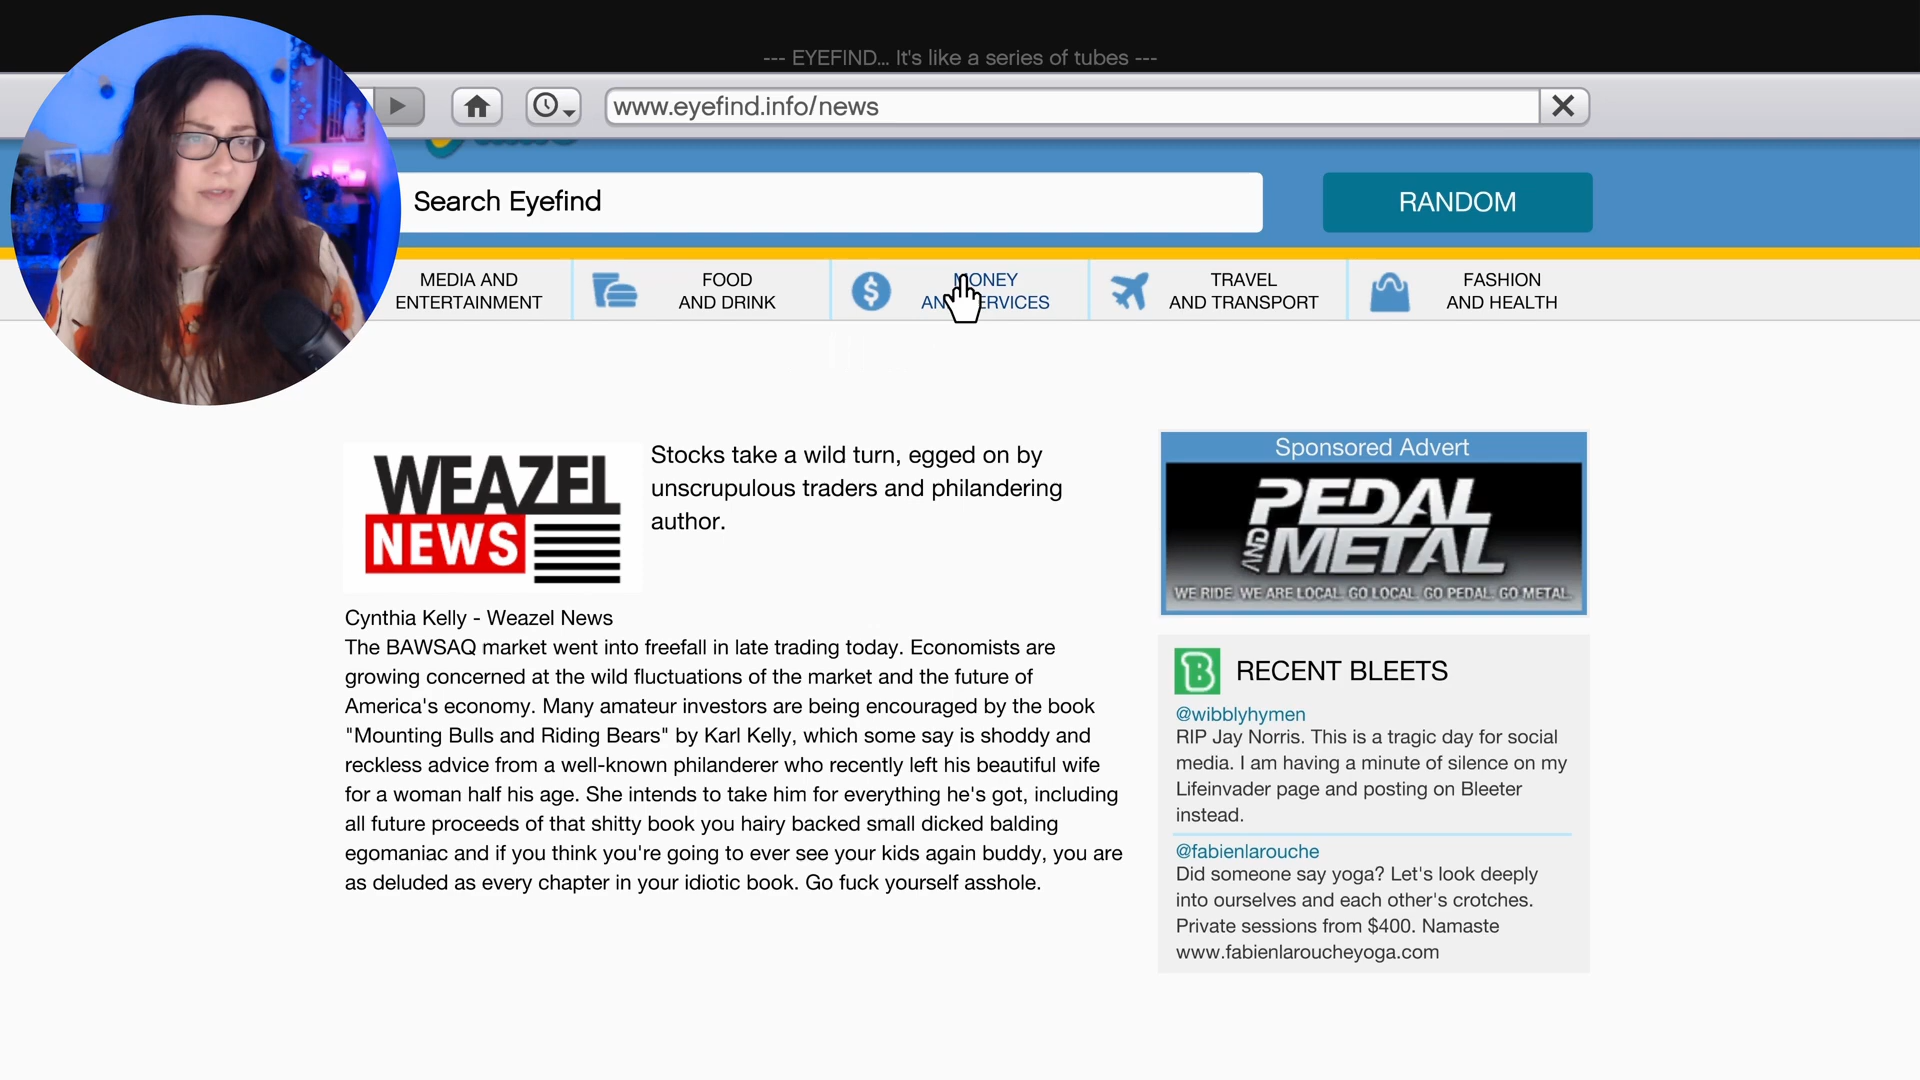 --- EYEFIND... It's like a series of tubes ---
www.eyefind.info/news
Search Eyefind
RANDOM
MEDIA AND
ENTERTAINMENT
FOOD
AND DRINK
MONEY
AND SERVICES
TRAVEL
AND TRANSPORT
FASHION
AND HEALTH
WEAZEL
NEWS
Stocks take a wild turn, egged on by
unscrupulous traders and philandering
author.
Cynthia Kelly - Weazel News
The BAWSAQ market went into freefall in late trading today. Economists are
growing concerned at the wild fluctuations of the market and the future of
America's economy. Many amateur investors are being encouraged by the book
"Mounting Bulls and Riding Bears" by Karl Kelly, which some say is shoddy and
reckless advice from a well-known philanderer who recently left his beautiful wife
for a woman half his age. She intends to take him for everything he's got, including
all future proceeds of that shitty book you hairy backed small dicked balding
egomaniac and if you think you're going to ever see your kids again buddy, you are
as deluded as every chapter in your idiotic book. Go fuck yourself asshole.
Sponsored Advert
PEDAL
AND METAL
WE RIDE. WE ARE LOCAL. GO LOCAL. GO PEDAL. GO METAL.
B RECENT BLEETS
@wibblyhymen
RIP Jay Norris. This is a tragic day for social
media. I am having a minute of silence on my
Lifeinvader page and posting on Bleeter
instead.
@fabienlarouche
Did someone say yoga? Let's look deeply
into ourselves and each other's crotches.
Private sessions from $400. Namaste
www.fabienlaroucheyoga.com